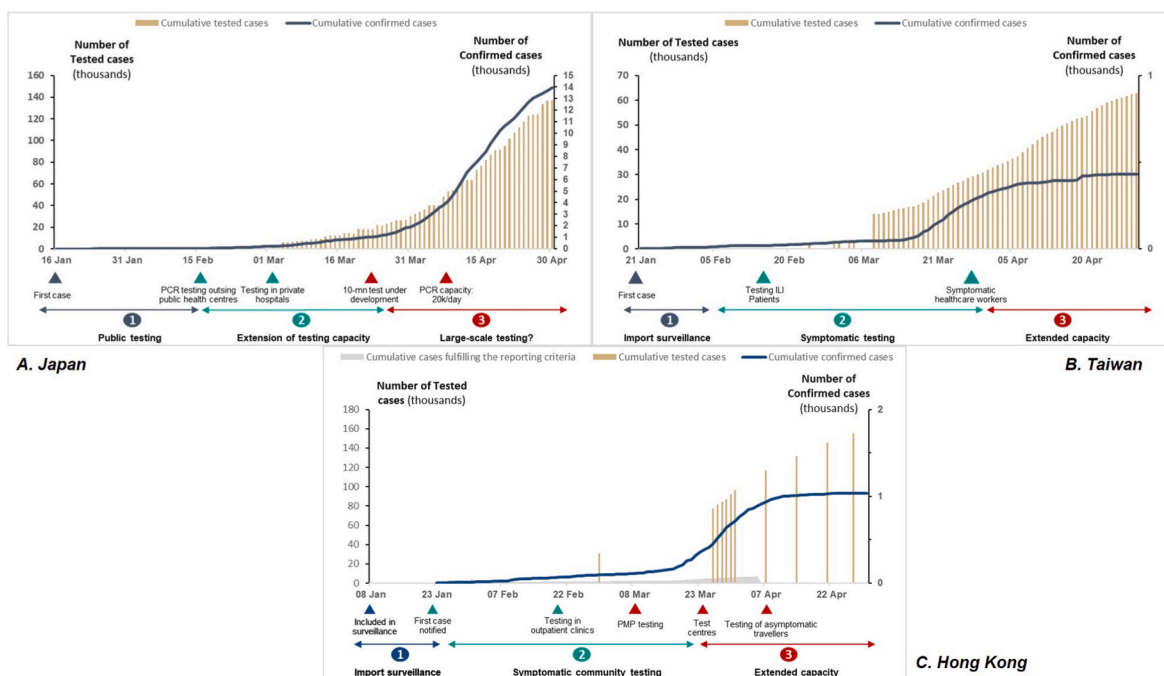 Cumulative tested cases Cumulative confirmed cases
Number of
Tested cases
(thousands)
Number of
Confirmed cases
(thousands)
160
140
120
100
80
60
40
20
0
15
14
13
12
11
10
9
8
7
6
5
4
3
2
1
0
16 Jan 31 Jan 15 Feb 01 Mar 16 Mar 31 Mar 15 Apr 30 Apr
First case
PCR testing outsing
public health centres
Testing in private
hospitals
10-mn test under
development
PCR capacity:
20k/day
1 2 3
Public testing Extension of testing capacity Large-scale testing?
A. Japan
Cumulative tested cases Cumulative confirmed cases
Number of Tested cases
(thousands)
Number of
Confirmed cases
(thousands)
70
60
50
40
30
20
10
0
1
0
21 Jan 05 Feb 20 Feb 06 Mar 21 Mar 05 Apr 20 Apr
First case
Testing ILI
Patients
Symptomatic
healthcare workers
1 2 3
Import surveillance Symptomatic testing Extended capacity
B. Taiwan
Cumulative cases fulfilling the reporting criteria Cumulative tested cases Cumulative confirmed cases
Number of Tested
cases (thousands)
Number of
Confirmed cases
(thousands)
180
160
140
120
100
80
60
40
20
0
2
1
0
08 Jan 23 Jan 07 Feb 22 Feb 08 Mar 23 Mar 07 Apr 22 Apr
Included in
surveillance
First case
notified
Testing in
outpatient clinics
PMP testing
Test
centres
Testing of asymptomatic
travellers
1 2 3
Import surveillance Symptomatic community testing Extended capacity
C. Hong Kong